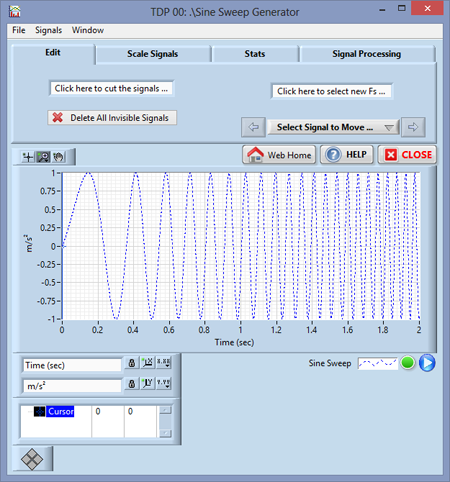 TDP 00: .\Sine Sweep Generator
File Signals Window
Edit Scale Signals Stats Signal Processing
Click here to cut the signals ...
Click here to select new Fs ...
Delete All Invisible Signals
Select Signal to Move ...
Web Home HELP CLOSE
1
0.75
0.5
0.25
0
-0.25
-0.5
-0.75
-1
m/s²
0 0.2 0.4 0.6 0.8 1 1.2 1.4 1.6 1.8 2
Time (sec)
Time (sec)
Sine Sweep
m/s²
Cursor 0 0